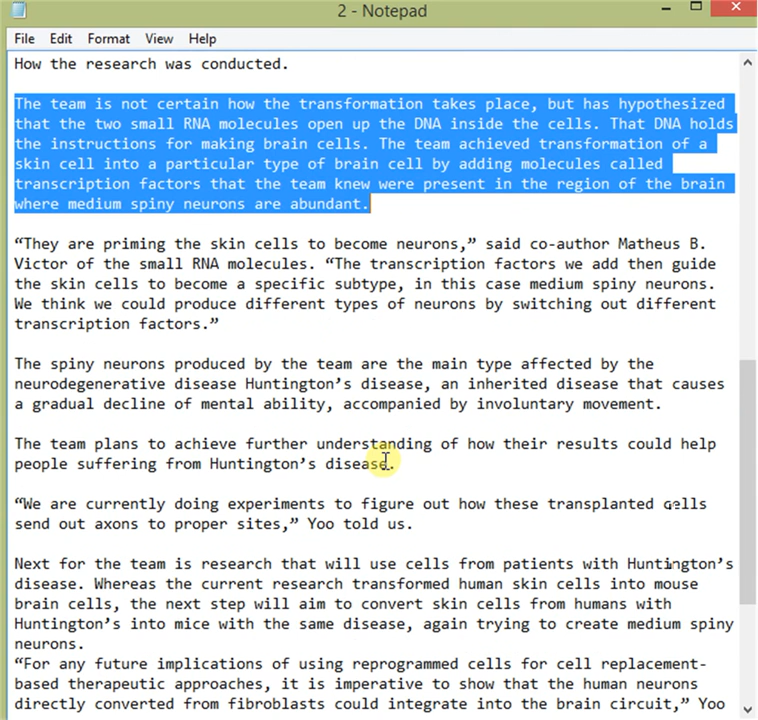 2 - Notepad
File Edit Format View Help
How the research was conducted.
The team is not certain how the transformation takes place, but has hypothesized
that the two small RNA molecules open up the DNA inside the cells. That DNA holds
the instructions for making brain cells. The team achieved transformation of a
skin cell into a particular type of brain cell by adding molecules called
transcription factors that the team knew were present in the region of the brain
where medium spiny neurons are abundant.
“They are priming the skin cells to become neurons,” said co-author Matheus B.
Victor of the small RNA molecules. “The transcription factors we add then guide
the skin cells to become a specific subtype, in this case medium spiny neurons.
We think we could produce different types of neurons by switching out different
transcription factors.”
The spiny neurons produced by the team are the main type affected by the
neurodegenerative disease Huntington’s disease, an inherited disease that causes
a gradual decline of mental ability, accompanied by involuntary movement.
The team plans to achieve further understanding of how their results could help
people suffering from Huntington’s disease.
“We are currently doing experiments to figure out how these transplanted cells
send out axons to proper sites,” Yoo told us.
Next for the team is research that will use cells from patients with Huntington’s
disease. Whereas the current research transformed human skin cells into mouse
brain cells, the next step will aim to convert skin cells from humans with
Huntington’s into mice with the same disease, again trying to create medium spiny
neurons.
“For any future implications of using reprogrammed cells for cell replacement-
based therapeutic approaches, it is imperative to show that the human neurons
directly converted from fibroblasts could integrate into the brain circuit,” Yoo